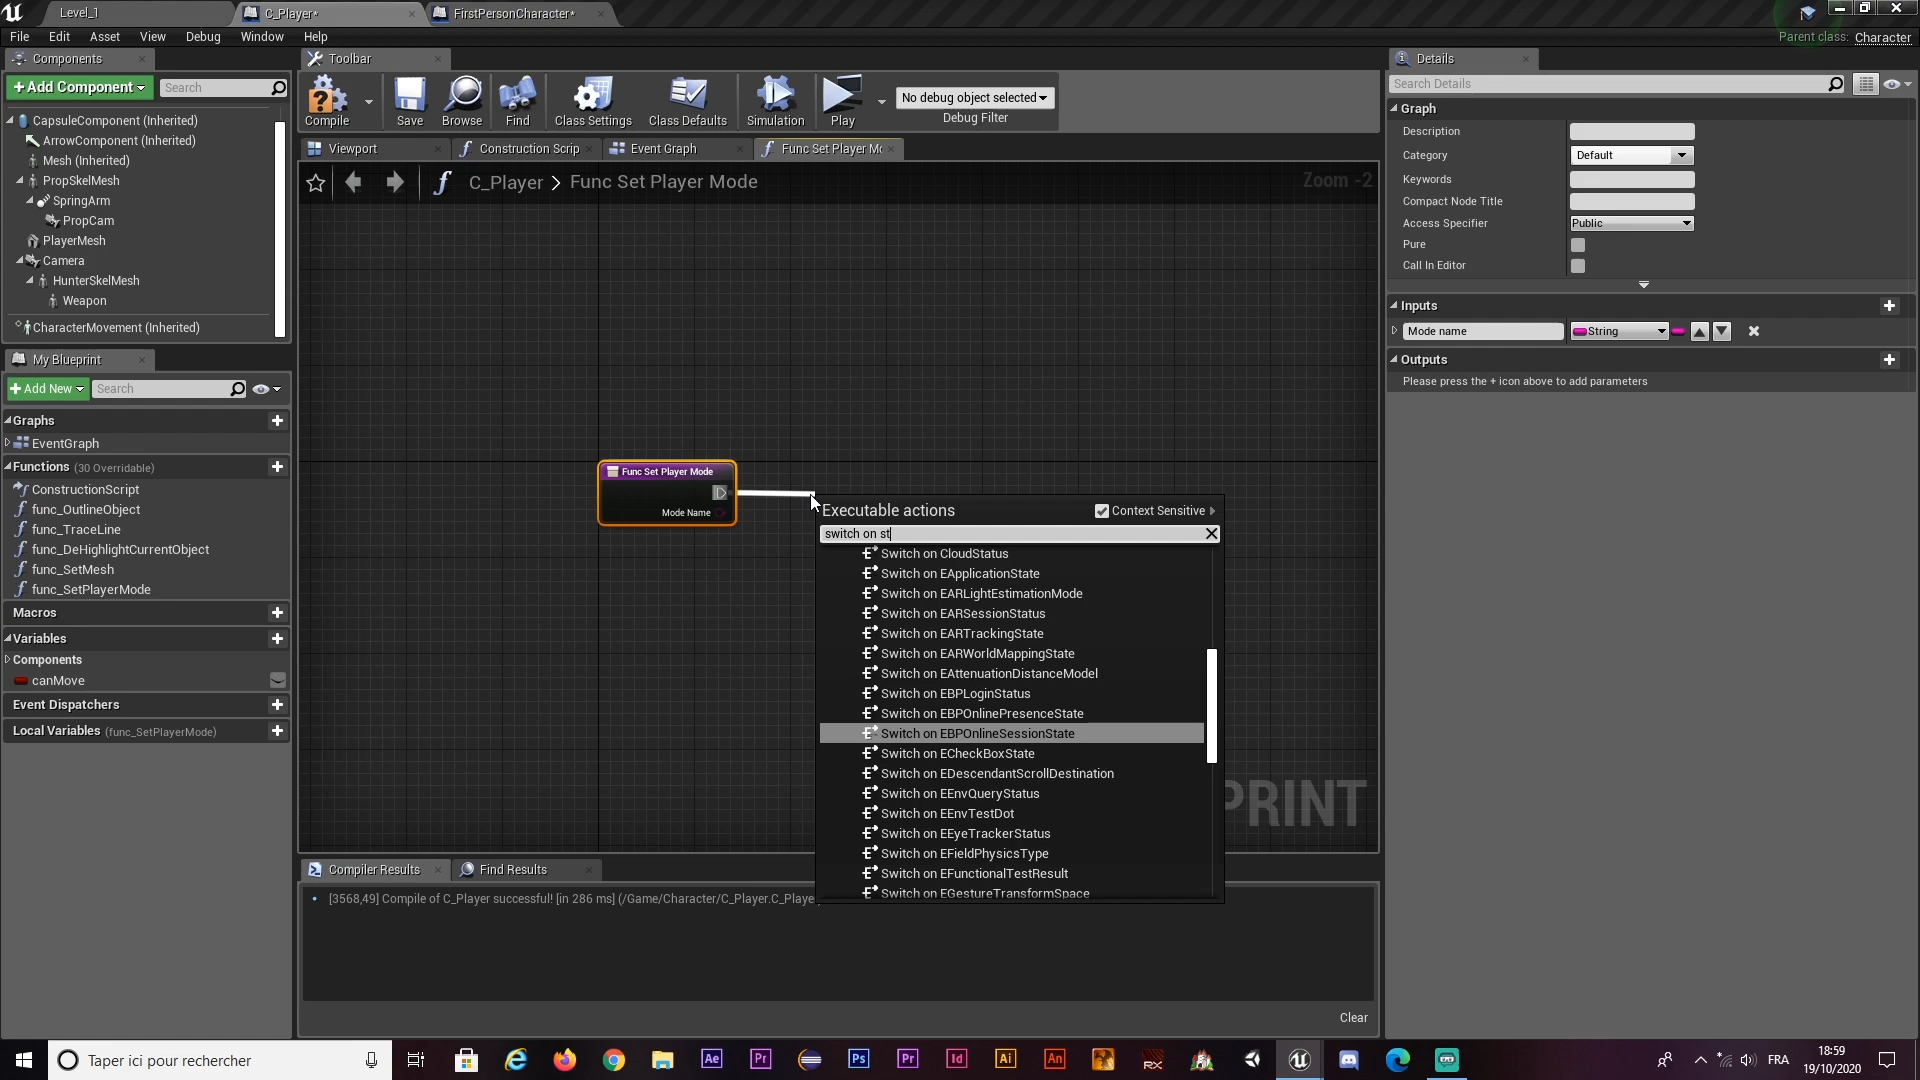 Level_1
C_Player*
FirstPersonCharacter*
File Edit Asset View Debug Window Help
Parent class: Character
Components
+Add Component
Search
CapsuleComponent (Inherited)
ArrowComponent (Inherited)
Mesh (Inherited)
PropSkelMesh
SpringArm
PropCam
PlayerMesh
Camera
HunterSkelMesh
Weapon
CharacterMovement (Inherited)
My Blueprint
+Add New
Search
Graphs
EventGraph
Functions (30 Overridable)
ConstructionScript
func_OutlineObject
func_TraceLine
func_DeHighlightCurrentObject
func_SetMesh
func_SetPlayerMode
Macros
Variables
Components
canMove
Event Dispatchers
Local Variables (func_SetPlayerMode)
Toolbar
Compile
Save
Browse
Find
Class Settings
Class Defaults
Simulation
Play
No debug object selected
Debug Filter
Viewport
Construction Scrip
Event Graph
Func Set Player Mo
C_Player > Func Set Player Mode
Zoom -2
Func Set Player Mode
Mode Name
Executable actions
Context Sensitive
switch on st
Switch on CloudStatus
Switch on EApplicationState
Switch on EARLightEstimationMode
Switch on EARSessionStatus
Switch on EARTrackingState
Switch on EARWorldMappingState
Switch on EAttenuationDistanceModel
Switch on EBPLoginStatus
Switch on EBPOnlinePresenceState
Switch on EBPOnlineSessionState
Switch on ECheckBoxState
Switch on EDescendantScrollDestination
Switch on EEnvQueryStatus
Switch on EEnvTestDot
Switch on EEyeTrackerStatus
Switch on EFieldPhysicsType
Switch on EFunctionalTestResult
Switch on EGestureTransformSpace
PRINT
Compiler Results
Find Results
[3568,49] Compile of C_Player successful! [in 286 ms] (/Game/Character/C_Player.C_Playe
Clear
Details
Search Details
Graph
Description
Category Default
Keywords
Compact Node Title
Access Specifier Public
Pure
Call In Editor
Inputs
Mode name String
Outputs
Please press the + icon above to add parameters
Taper ici pour rechercher
Ae Pr Ps Pr Id Ai An RX
FRA
18:59
19/10/2020